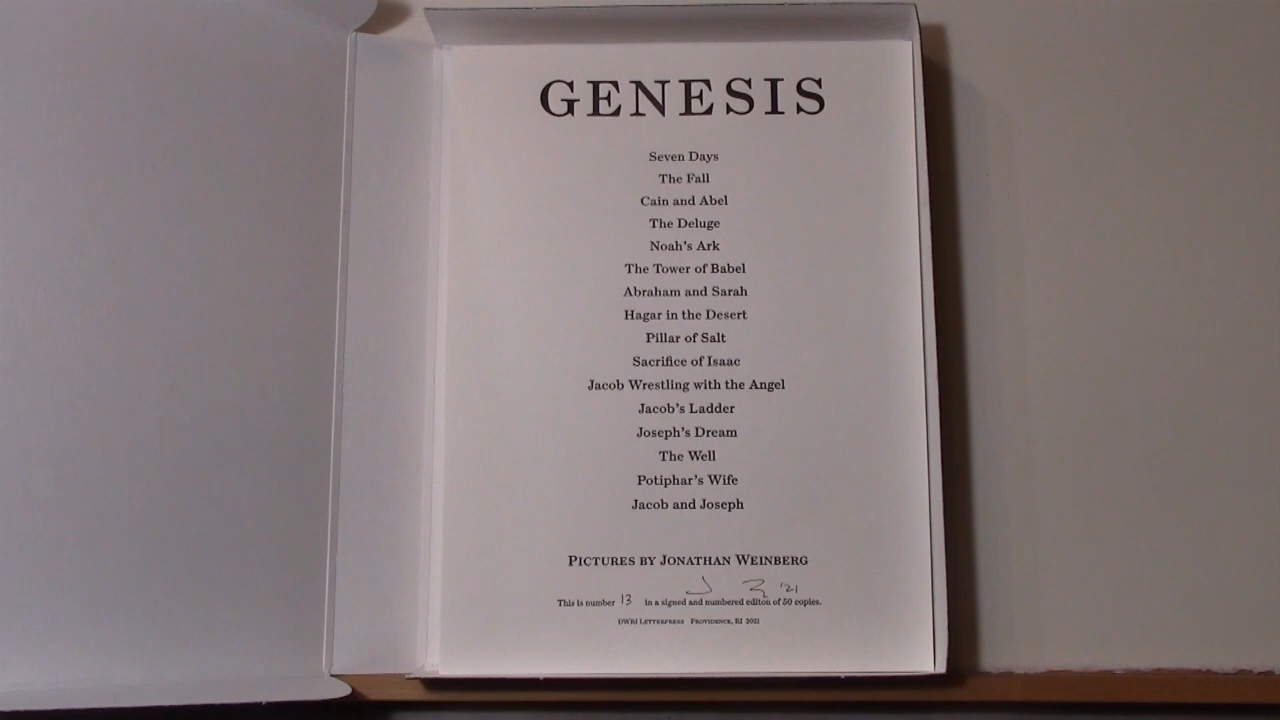 GENESIS
Seven Days
The Fall
Cain and Abel
The Deluge
Noah's Ark
The Tower of Babel
Abraham and Sarah
Hagar in the Desert
Pillar of Salt
Sacrifice of Isaac
Jacob Wrestling with the Angel
Jacob's Ladder
Joseph's Dream
The Well
Potiphar's Wife
Jacob and Joseph
PICTURES BY JONATHAN WEINBERG
'21
This is number 13 in a signed and numbered editon of 50 copies.
DWRI LETTERPRESS PROVIDENCE, RI 2021